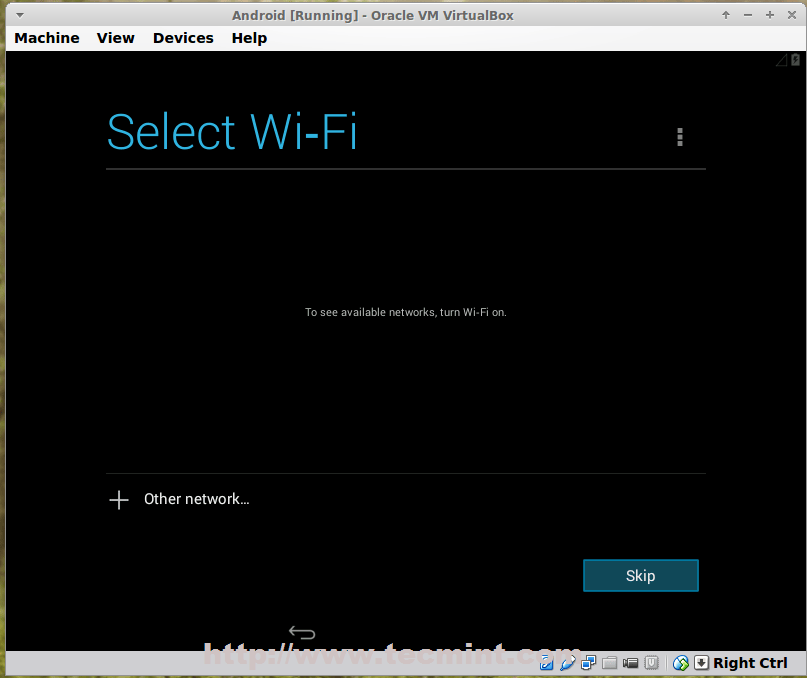 Android [Running] - Oracle VM VirtualBox
Machine View Devices Help
Select Wi-Fi
To see available networks, turn Wi-Fi on.
Other network...
Skip
http://www.tecmint.com
Right Ctrl